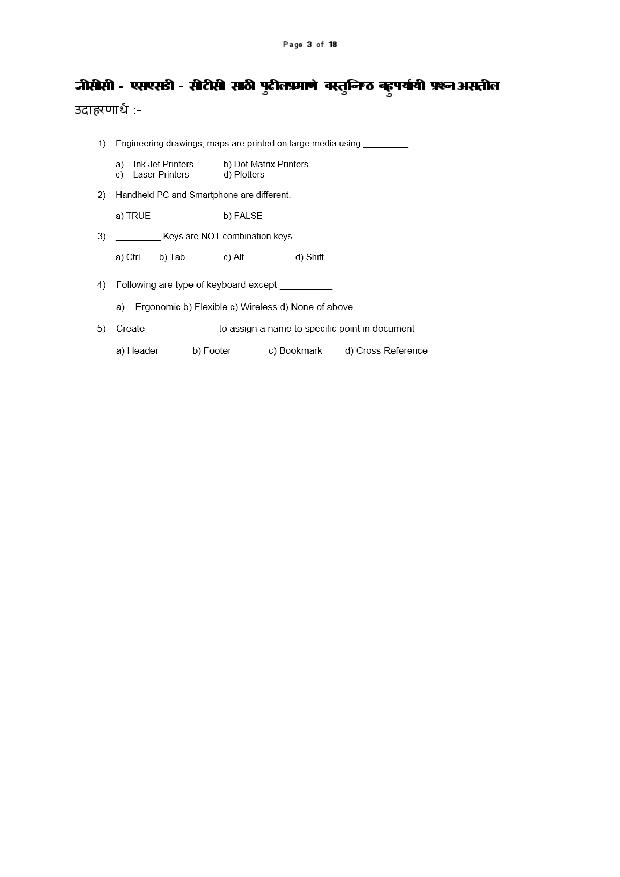 Page 3 of 18
जीसीसी - एसएसडी - सीटीसी साठी पुटीलप्रमाणे वस्तुनिष्ठ बहुपर्यायी प्रश्न असतील
उदाहरणार्थ :-
1) Engineering drawings, maps are printed on large media using _________
a) Ink Jet Printers b) Dot Matrix Printers
c) Laser Printers d) Plotters
2) Handheld PC and Smartphone are different.
a) TRUE b) FALSE
3) _________ Keys are NOT combination keys
a) Ctrl b) Tab c) Alt d) Shift
4) Following are type of keyboard except __________
a) Ergonomic b) Flexible c) Wireless d) None of above
5) Create ______________ to assign a name to specific point in document
a) Header b) Footer c) Bookmark d) Cross Reference